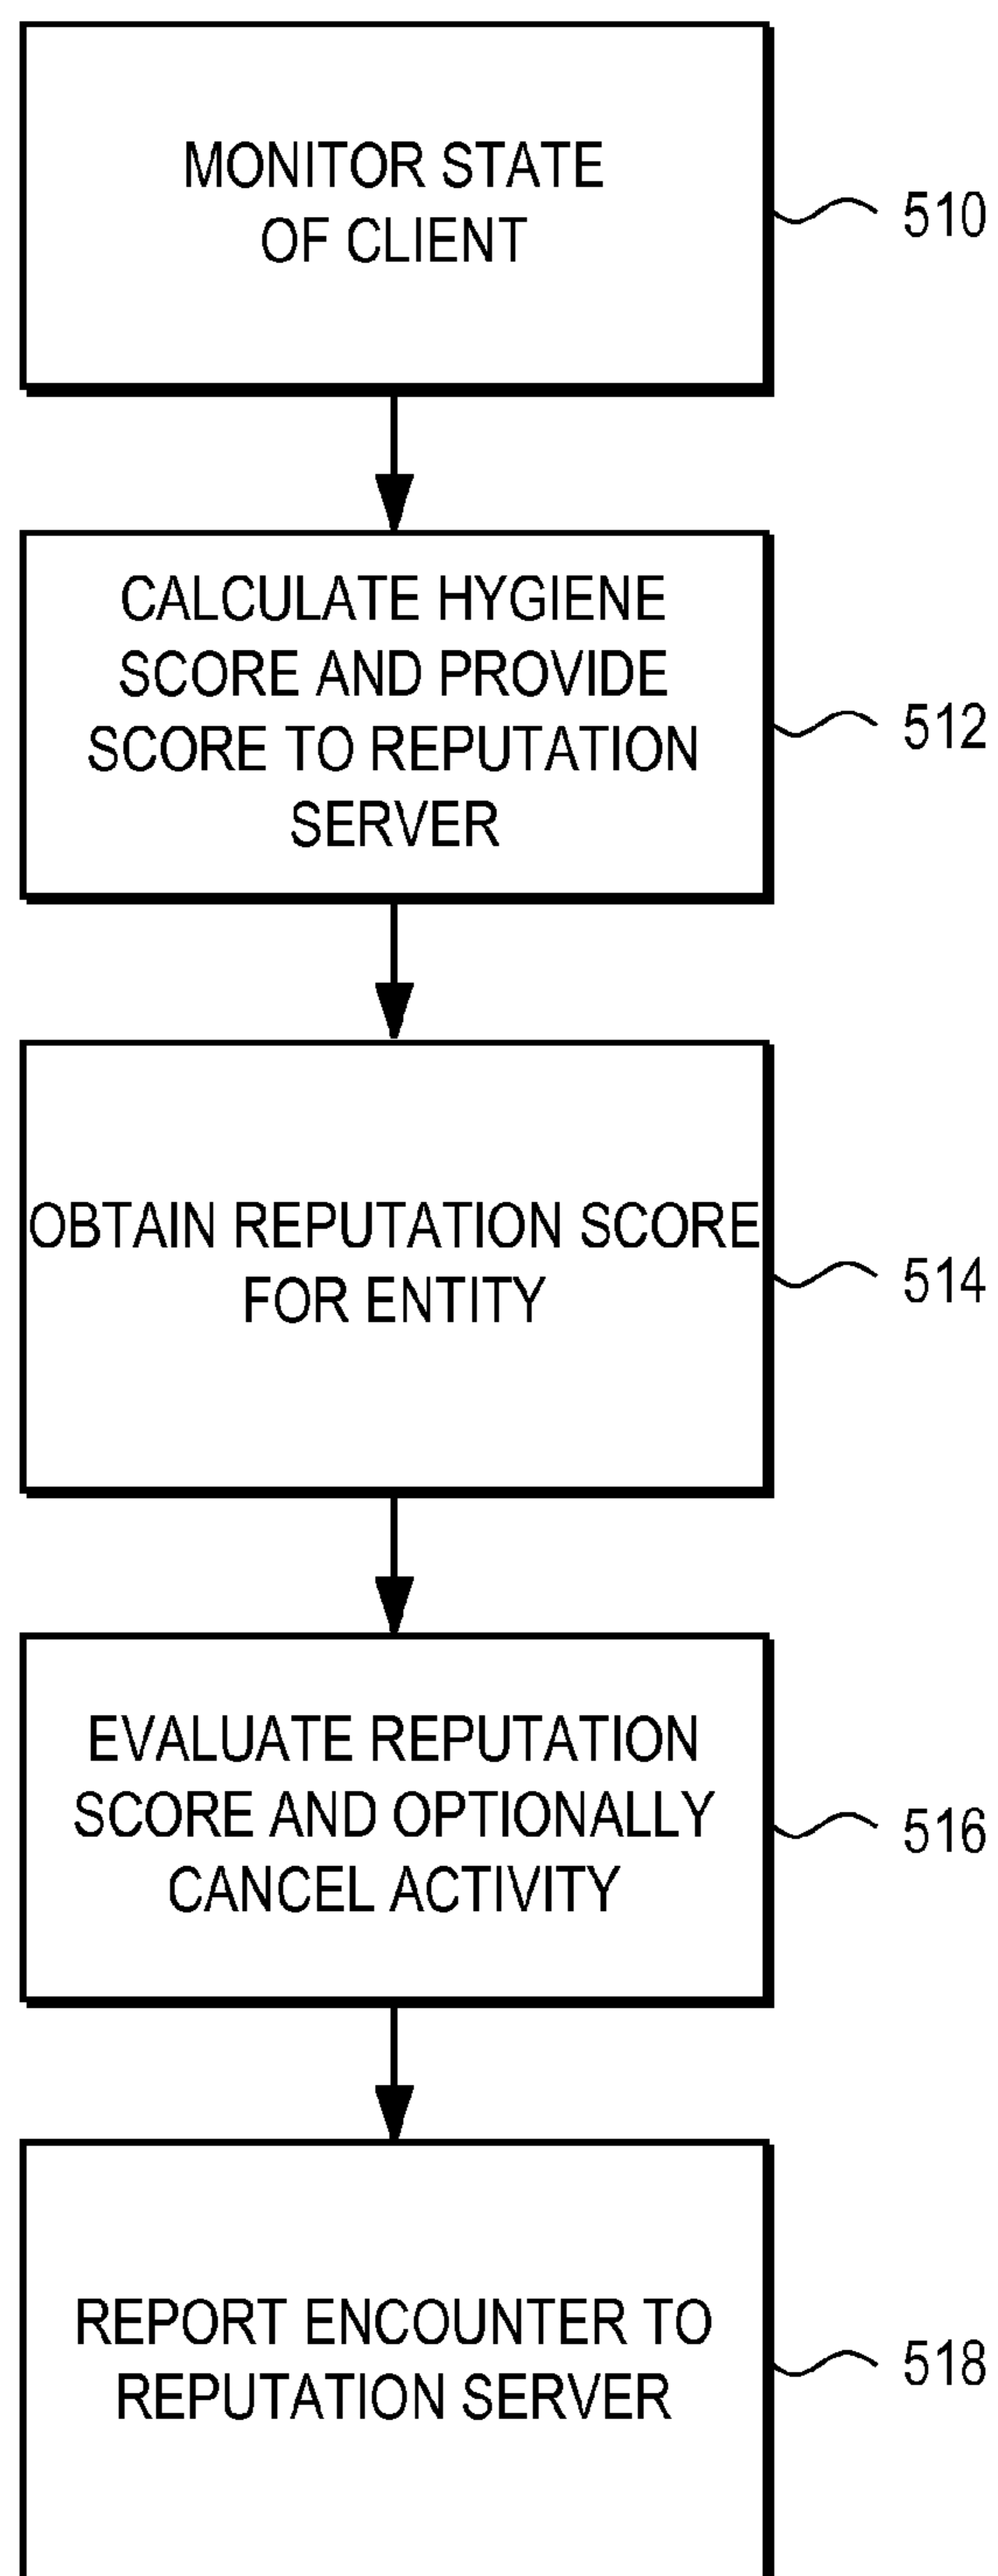 MONITOR STATE
OF CLIENT
510
CALCULATE HYGIENE
SCORE AND PROVIDE
SCORE TO REPUTATION
SERVER
512
OBTAIN REPUTATION SCORE
FOR ENTITY
514
EVALUATE REPUTATION
SCORE AND OPTIONALLY
CANCEL ACTIVITY
516
REPORT ENCOUNTER TO
REPUTATION SERVER
518